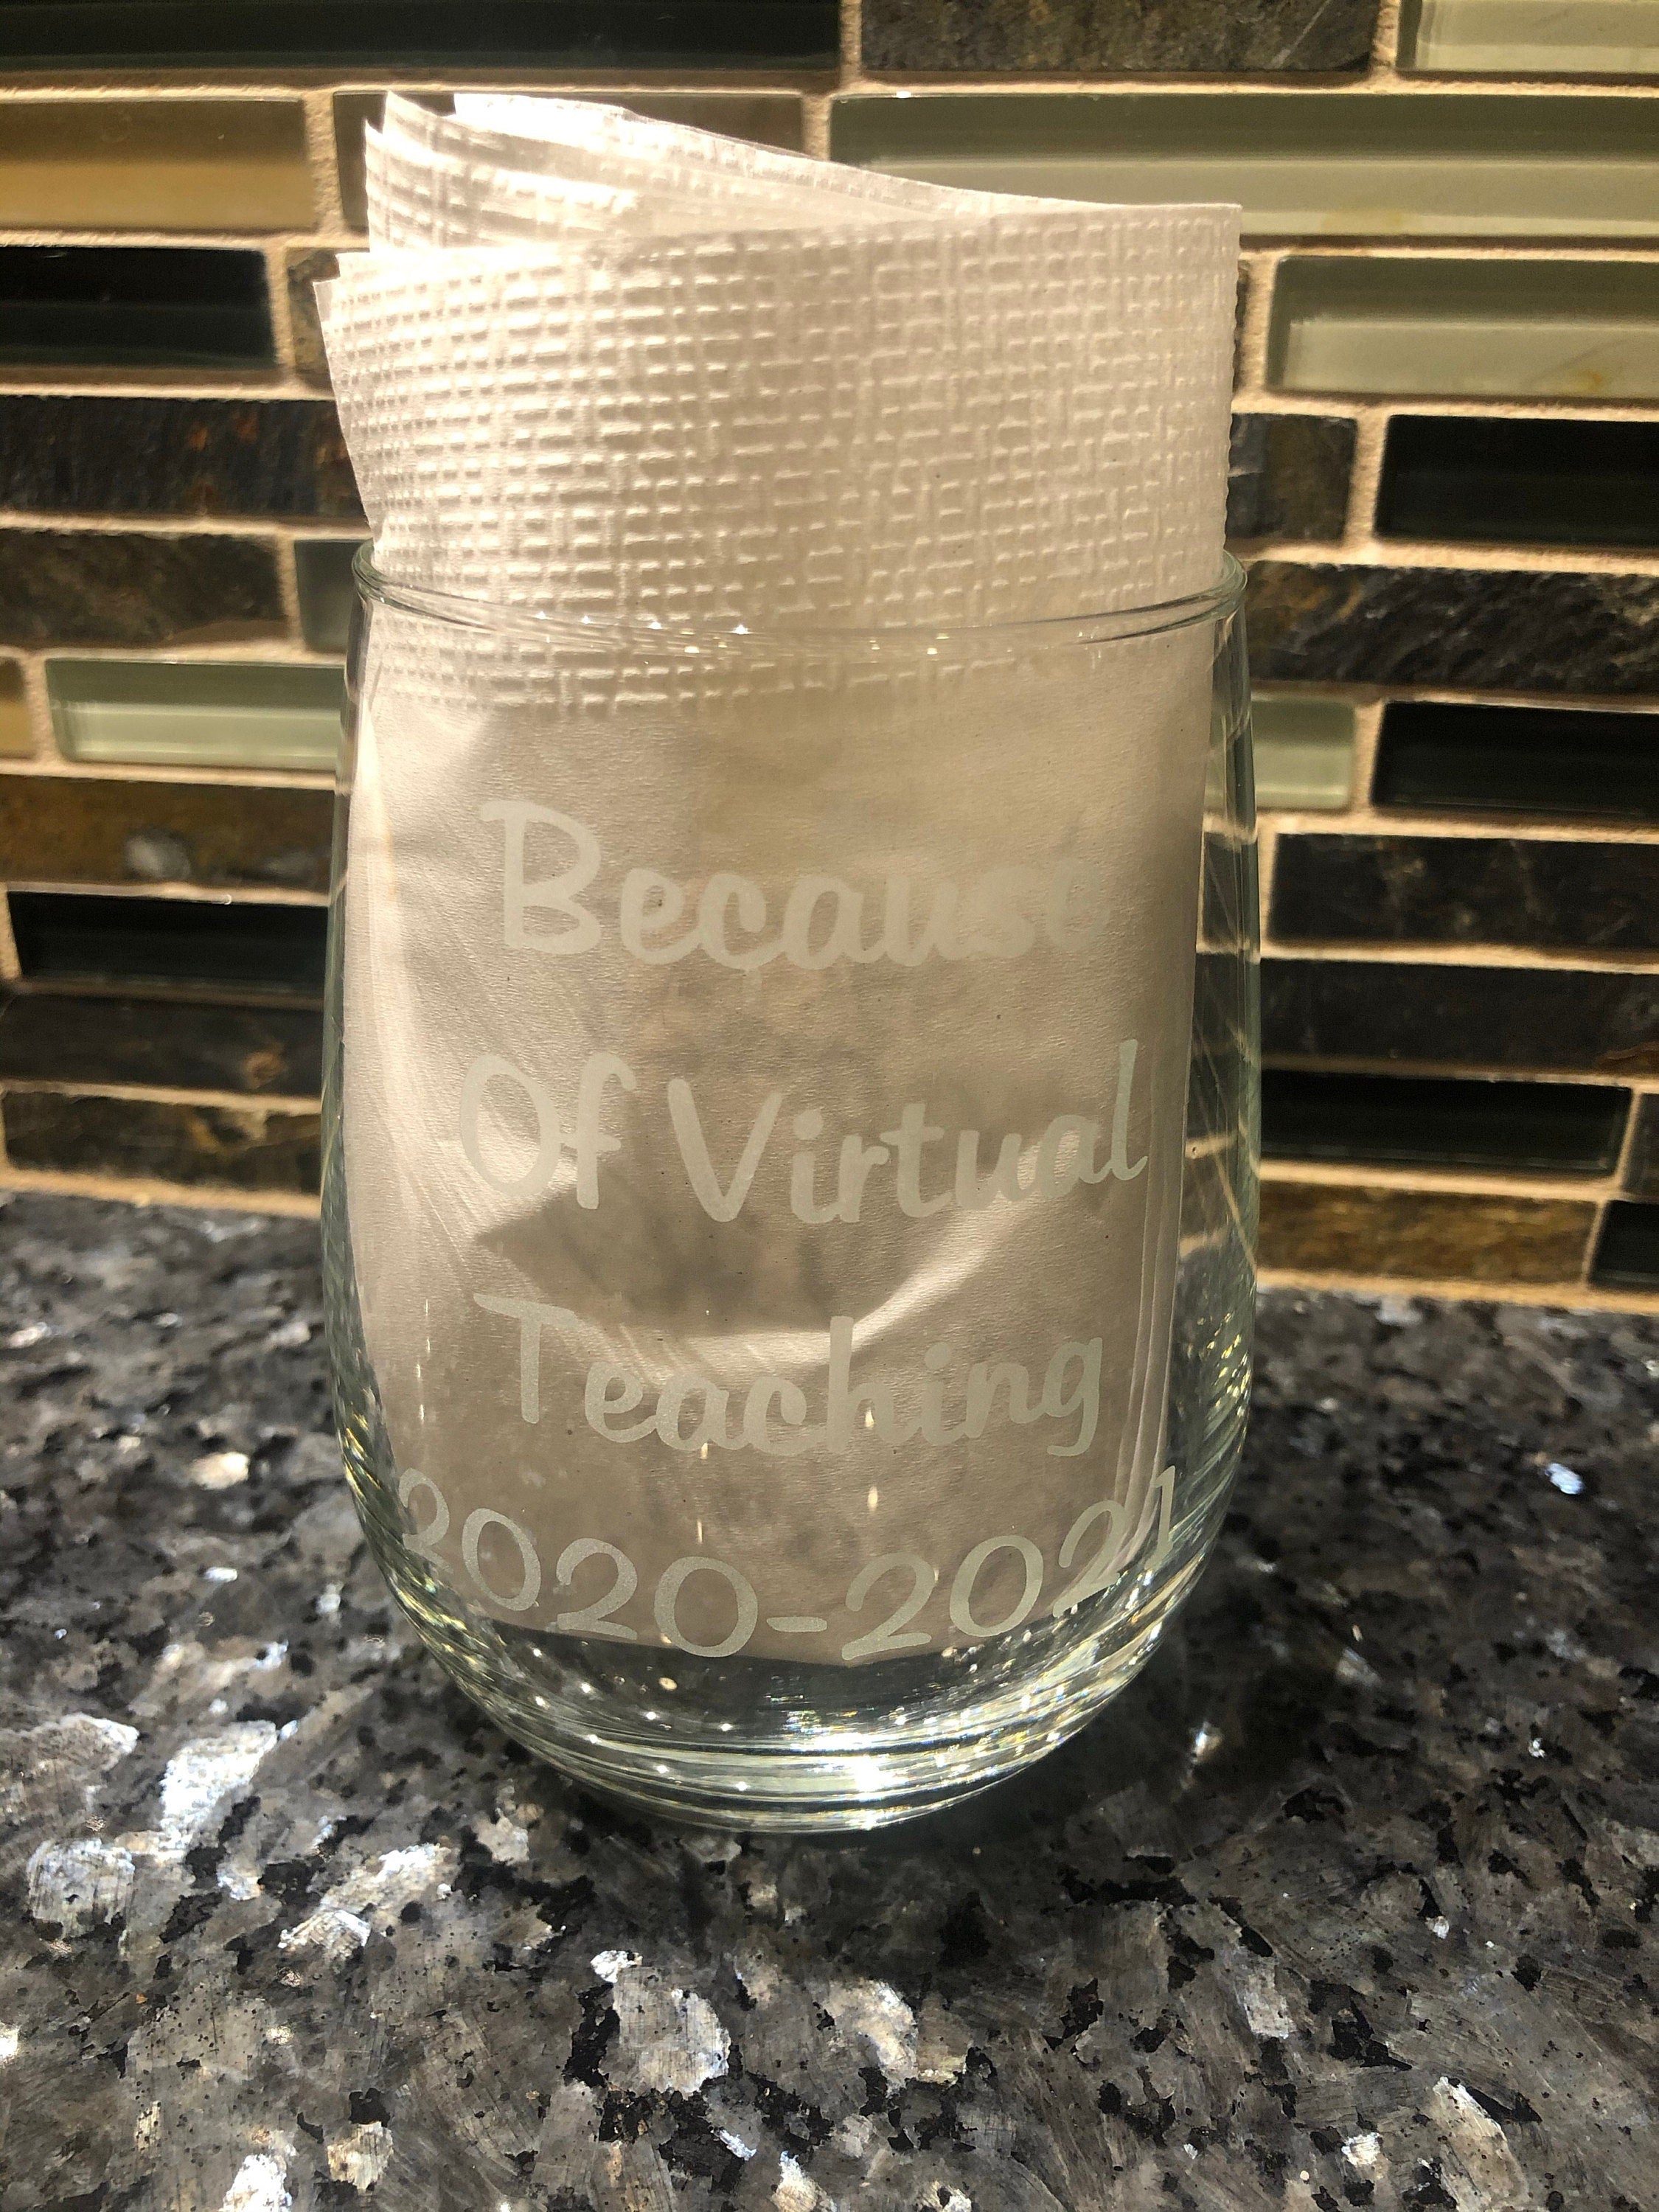 Because
Of Virtual
Teaching
2020-2021